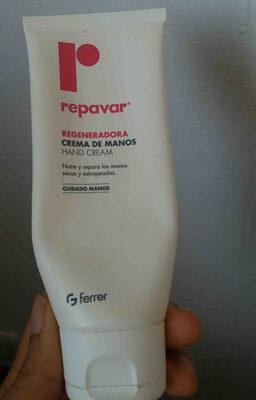 r
repavar®
REGENERADORA
CREMA DE MANOS
HAND CREAM
Nutre y repara las manos
secas y estropeadas.
CUIDADO MANOS
ferrer